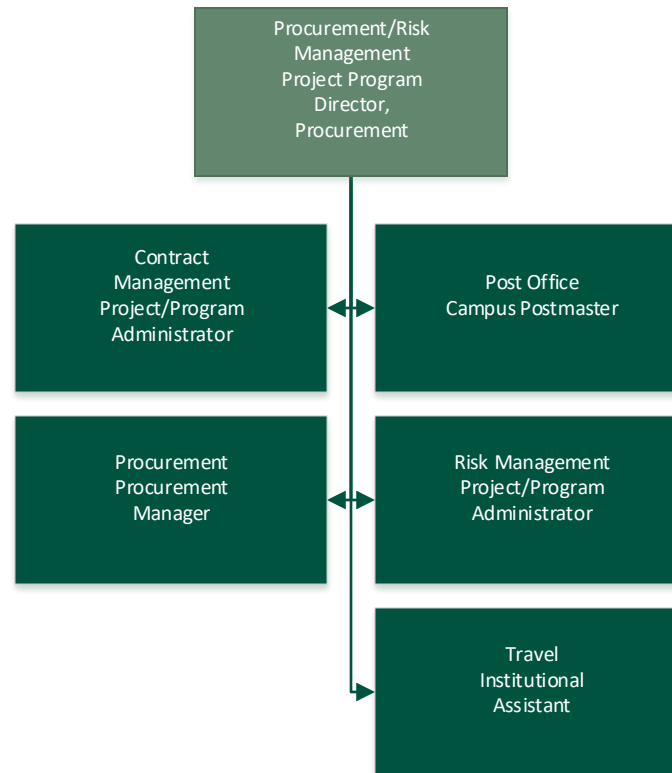 Procurement/Risk
Management
Project Program
Director,
Procurement
Contract
Management
Project/Program
Administrator
Post Office
Campus Postmaster
Procurement
Procurement
Manager
Risk Management
Project/Program
Administrator
Travel
Institutional
Assistant